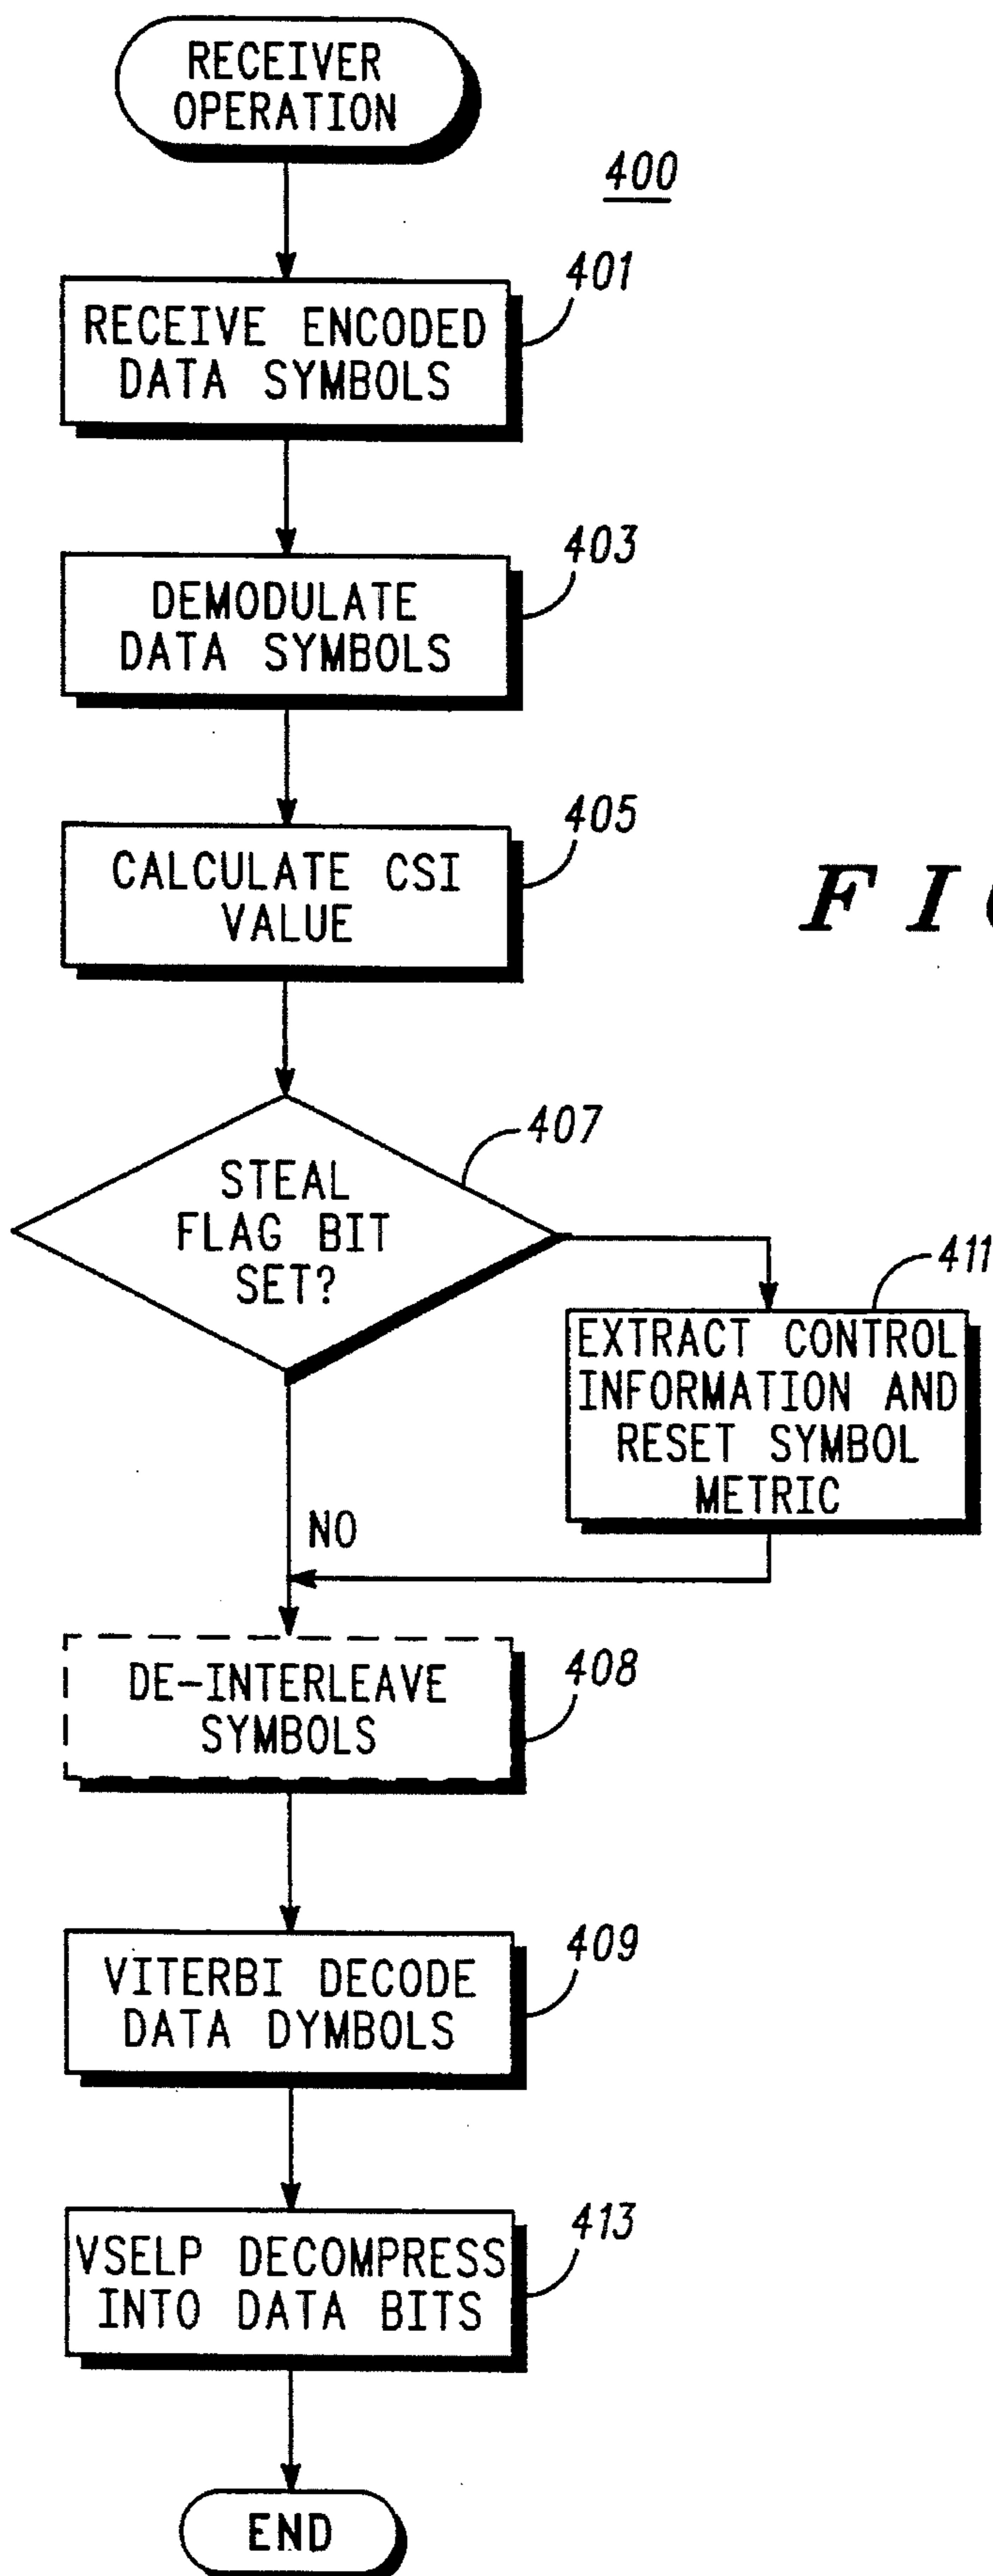 RECEIVER
OPERATION
400
401
RECEIVE ENCODED
DATA SYMBOLS
403
DEMODULATE
DATA SYMBOLS
405
CALCULATE CSI
VALUE
FI
407
STEAL
FLAG BIT
SET?
411
EXTRACT CONTROL
INFORMATION AND
RESET SYMBOL
METRIC
NO
408
DE-INTERLEAVE
SYMBOLS
409
VITERBI DECODE
DATA DYMBOLS
413
VSELP DECOMPRESS
INTO DATA BITS
END